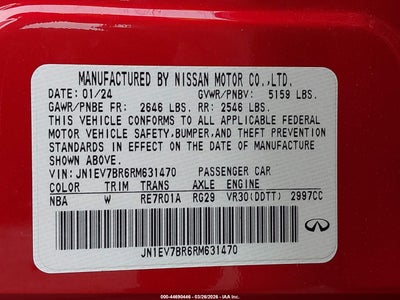 MANUFACTURED BY NISSAN MOTOR CO.,LTD.
DATE: 01/24 GVWR/PNBV: 5159 LBS.
GAWR/PNBE FR: 2646 LBS. RR: 2546 LBS.
THIS VEHICLE CONFORMS TO ALL APPLICABLE FEDERAL
MOTOR VEHICLE SAFETY,BUMPER,AND THEFT PREVENTION
STANDARDS IN EFFECT ON THE DATE OF MANUFACTURE
SHOWN ABOVE.
VIN: JN1EV7BR6RM631470 PASSENGER CAR
COLOR TRIM TRANS AXLE ENGINE
NBA W RE7R01A RG29 VR30(DDTT) 2997CC
JN1EV7BR6RM631470
000-44690446 - 03/26/2026 - IAA Inc.